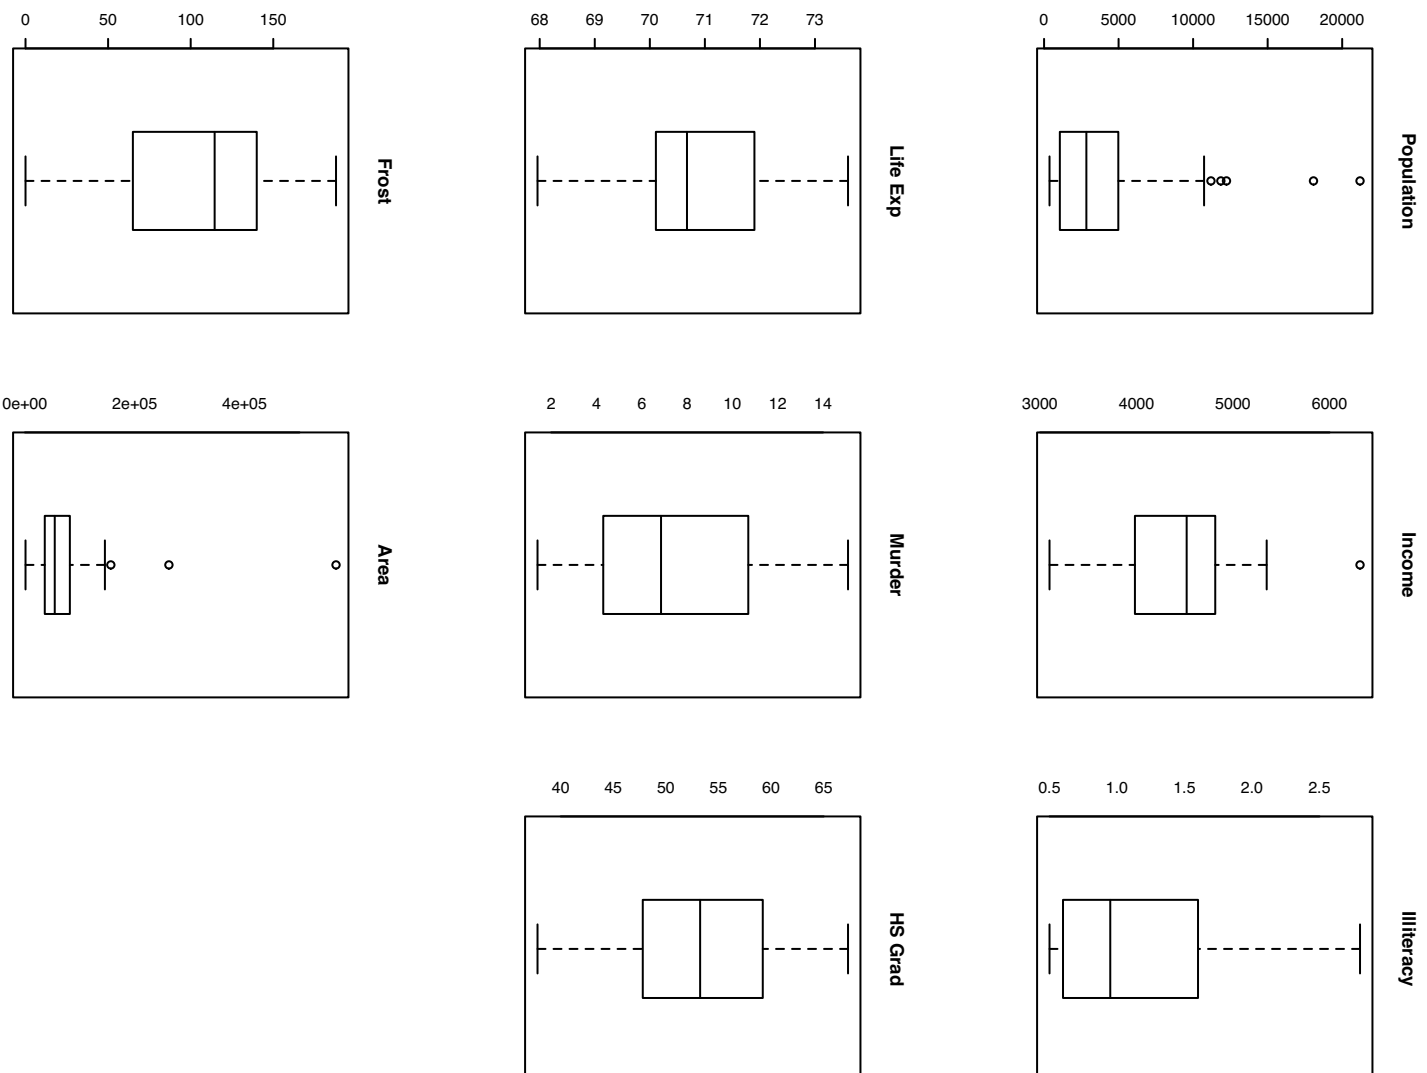 0 50 100 150
Frost
68 69 70 71 72 73
Life Exp
0 5000 10000 15000 20000
Population
0e+00 2e+05 4e+05
Area
2 4 6 8 10 12 14
Murder
3000 4000 5000 6000
Income
40 45 50 55 60 65
HS Grad
0.5 1.0 1.5 2.0 2.5
Illiteracy